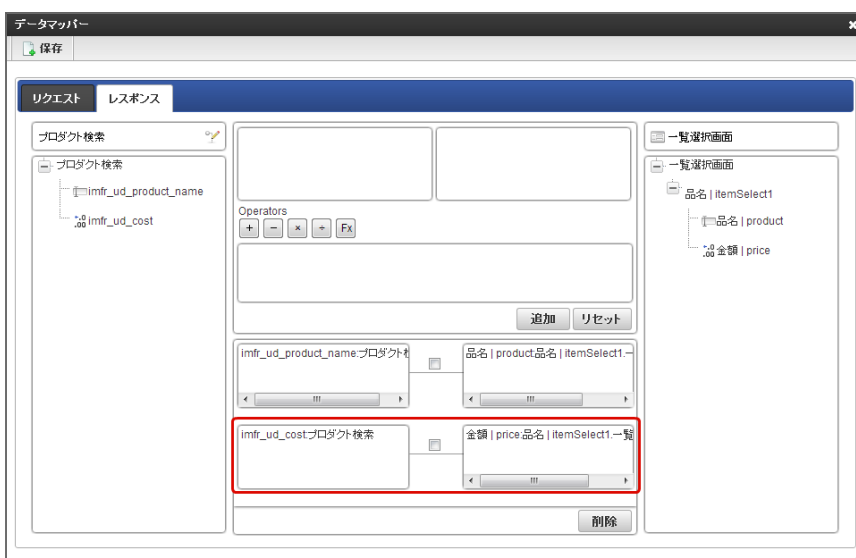 データマッパー
保存
リクエスト レスポンス
プロダクト検索
プロダクト検索
imfr_ud_product_name
imfr_ud_cost
Operators
+ − × ÷ Fx
追加 リセット
imfr_ud_product_name:プロダクト
品名 | product:品名 | itemSelect1.一
imfr_ud_cost:プロダクト検索
金額 | price:品名 | itemSelect1.一覧
削除
一覧選択画面
一覧選択画面
品名 | itemSelect1
品名 | product
金額 | price